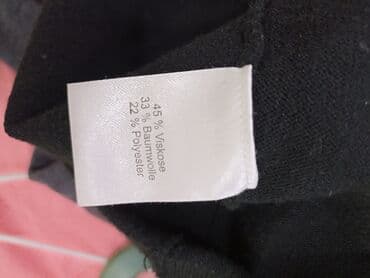 45 % Viskose
33 % Baumwolle
22 % Polyester